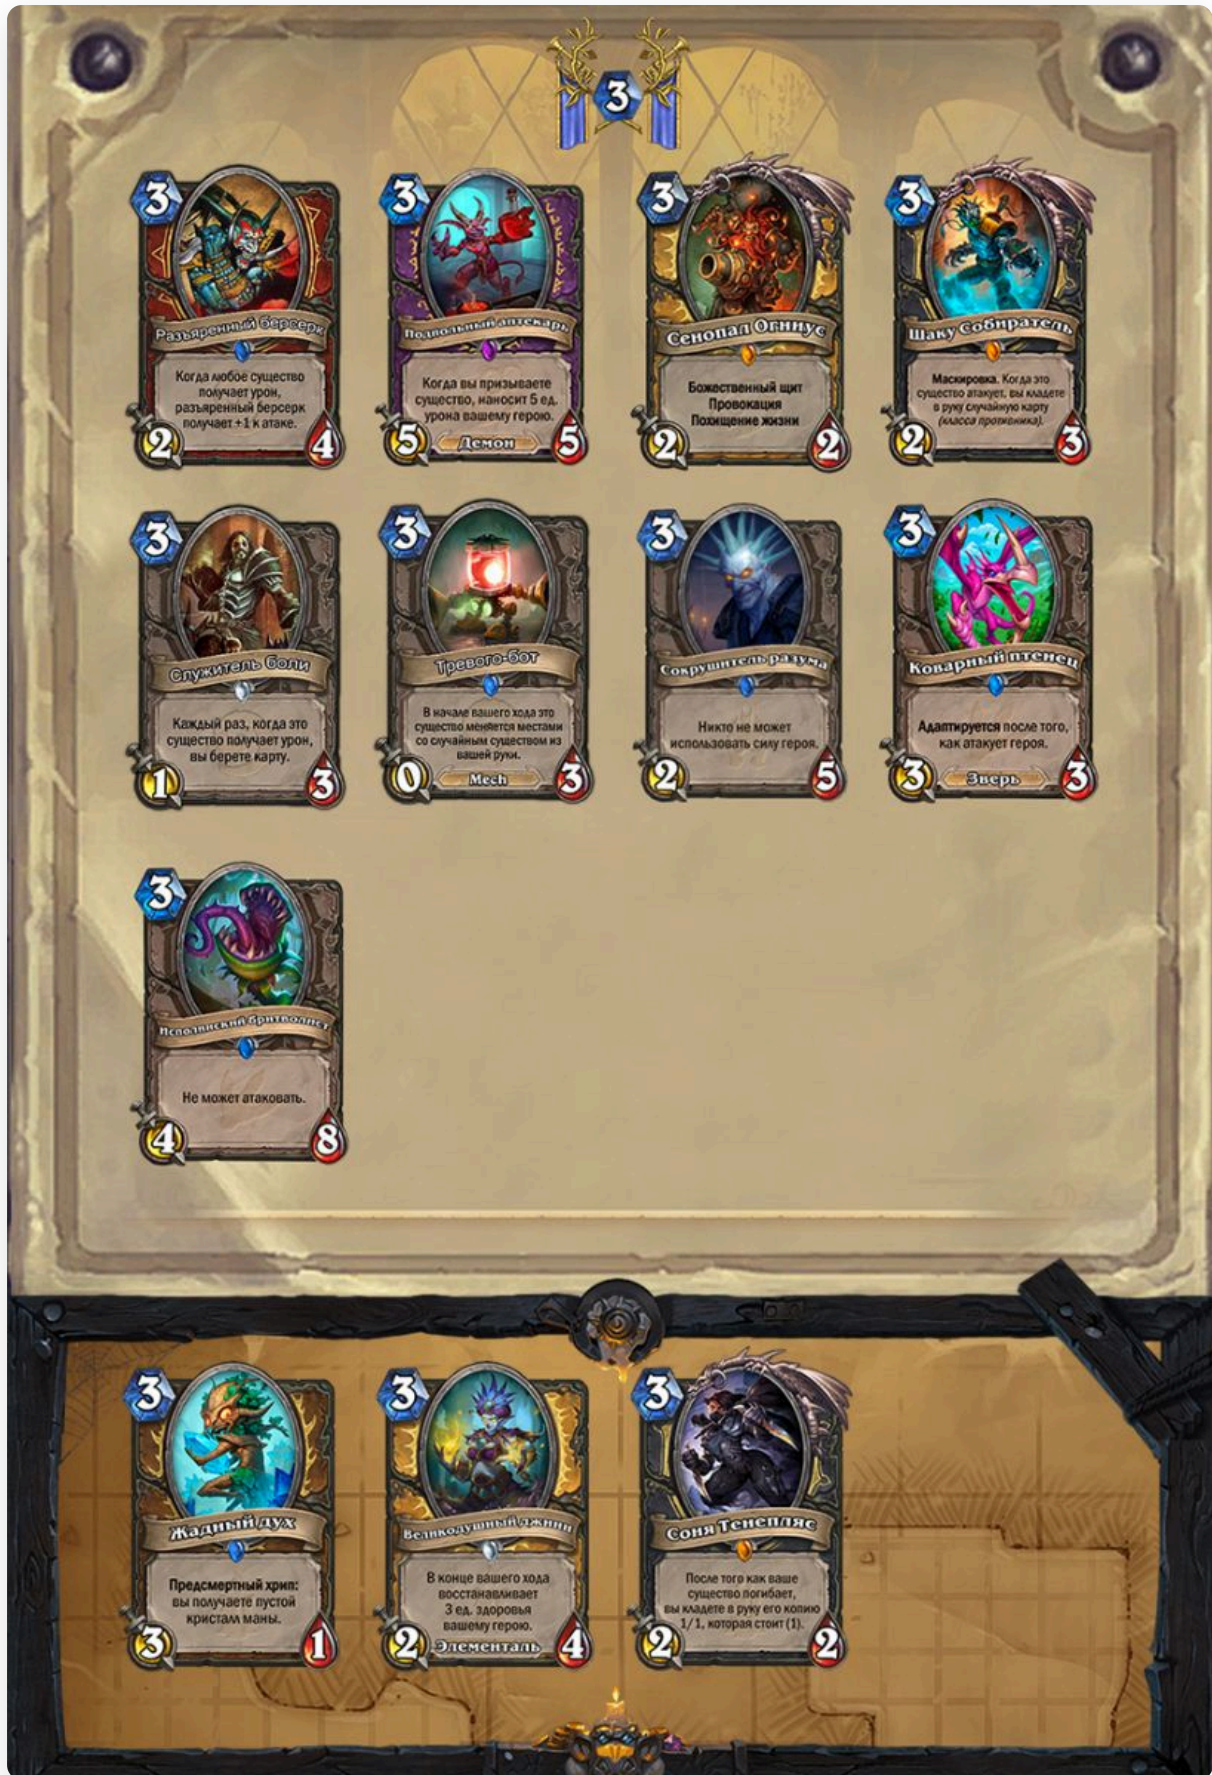 3
3
3
3
3
Разъяренный берсерк
Когда любое существо
получает урон,
разъяренный берсерк
получает +1 к атаке.
2
4
Подпольный аптекарь
Когда вы призываете
существо, наносит 5 ед.
урона вашему герою.
5
Демон
5
Сенопал Огниус
Божественный щит
Провокация
Похищение жизни
2
2
Шаку Собиратель
Маскировка. Когда это
существо атакует, вы кладете
в руку случайную карту
(класса противника).
2
3
3
3
3
3
Служитель боли
Каждый раз, когда это
существо получает урон,
вы берете карту.
1
3
Тревого-бот
В начале вашего хода это
существо меняется местами
со случайным существом из
вашей руки.
0
Mech
3
Сокрушитель разума
Никто не может
использовать силу героя.
2
5
Коварный птенец
Адаптируется после того,
как атакует героя.
3
Зверь
3
3
Исполинский бритволист
Не может атаковать.
4
8
3
3
3
Жадный дух
Предсмертный хрип:
вы получаете пустой
кристалл маны.
3
1
Великодушный джинн
В конце вашего хода
восстанавливает
3 ед. здоровья
вашему герою.
2
Элементаль
4
Соня Тенепляс
После того как ваше
существо погибает,
вы кладете в руку его копию
1/1, которая стоит (1).
2
2